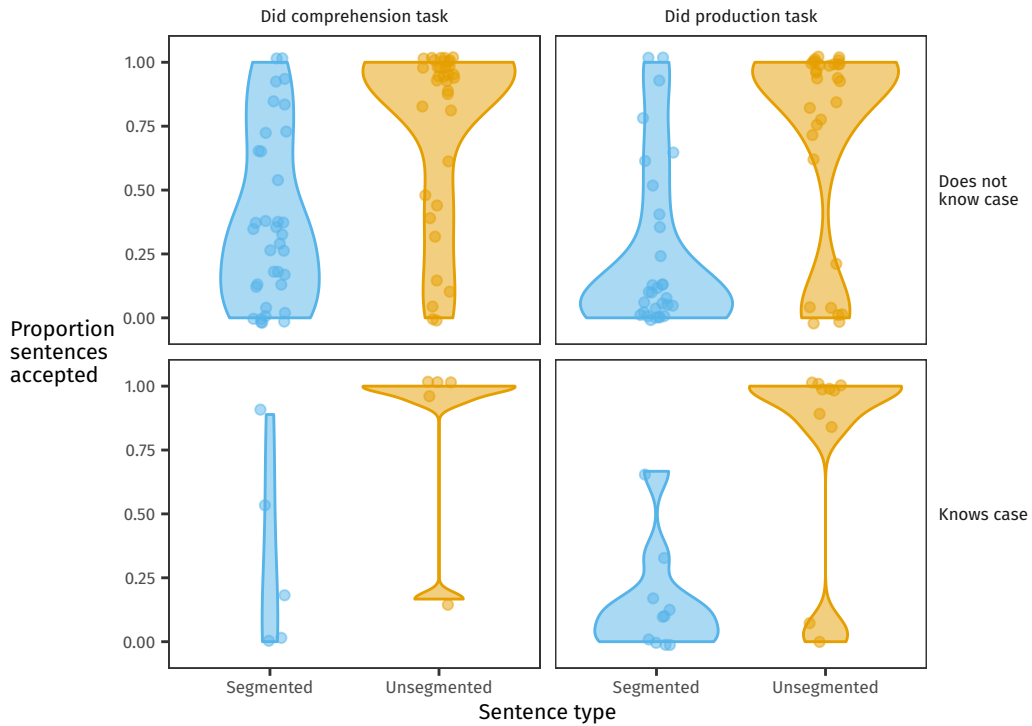 Did comprehension task
Did production task
1.00
0.75
0.50
0.25
0.00
Does not
know case
Proportion
sentences
accepted
1.00
0.75
0.50
0.25
0.00
Knows case
Segmented
Unsegmented
Segmented
Unsegmented
Sentence type